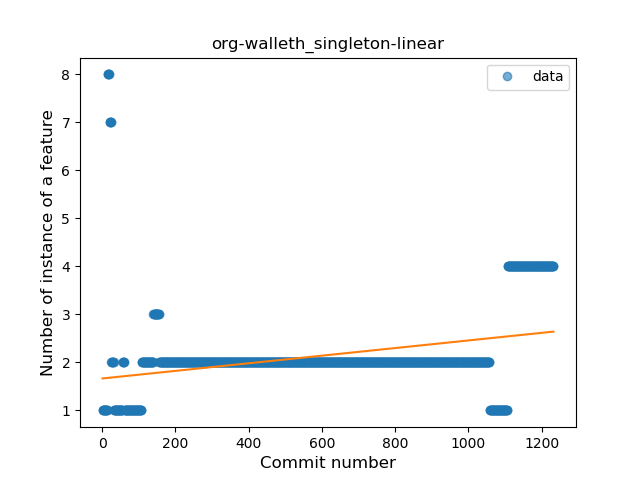 org-walleth_singleton-linear
data
Number of instance of a feature
8
7
6
5
4
3
2
1
0 200 400 600 800 1000 1200
Commit number